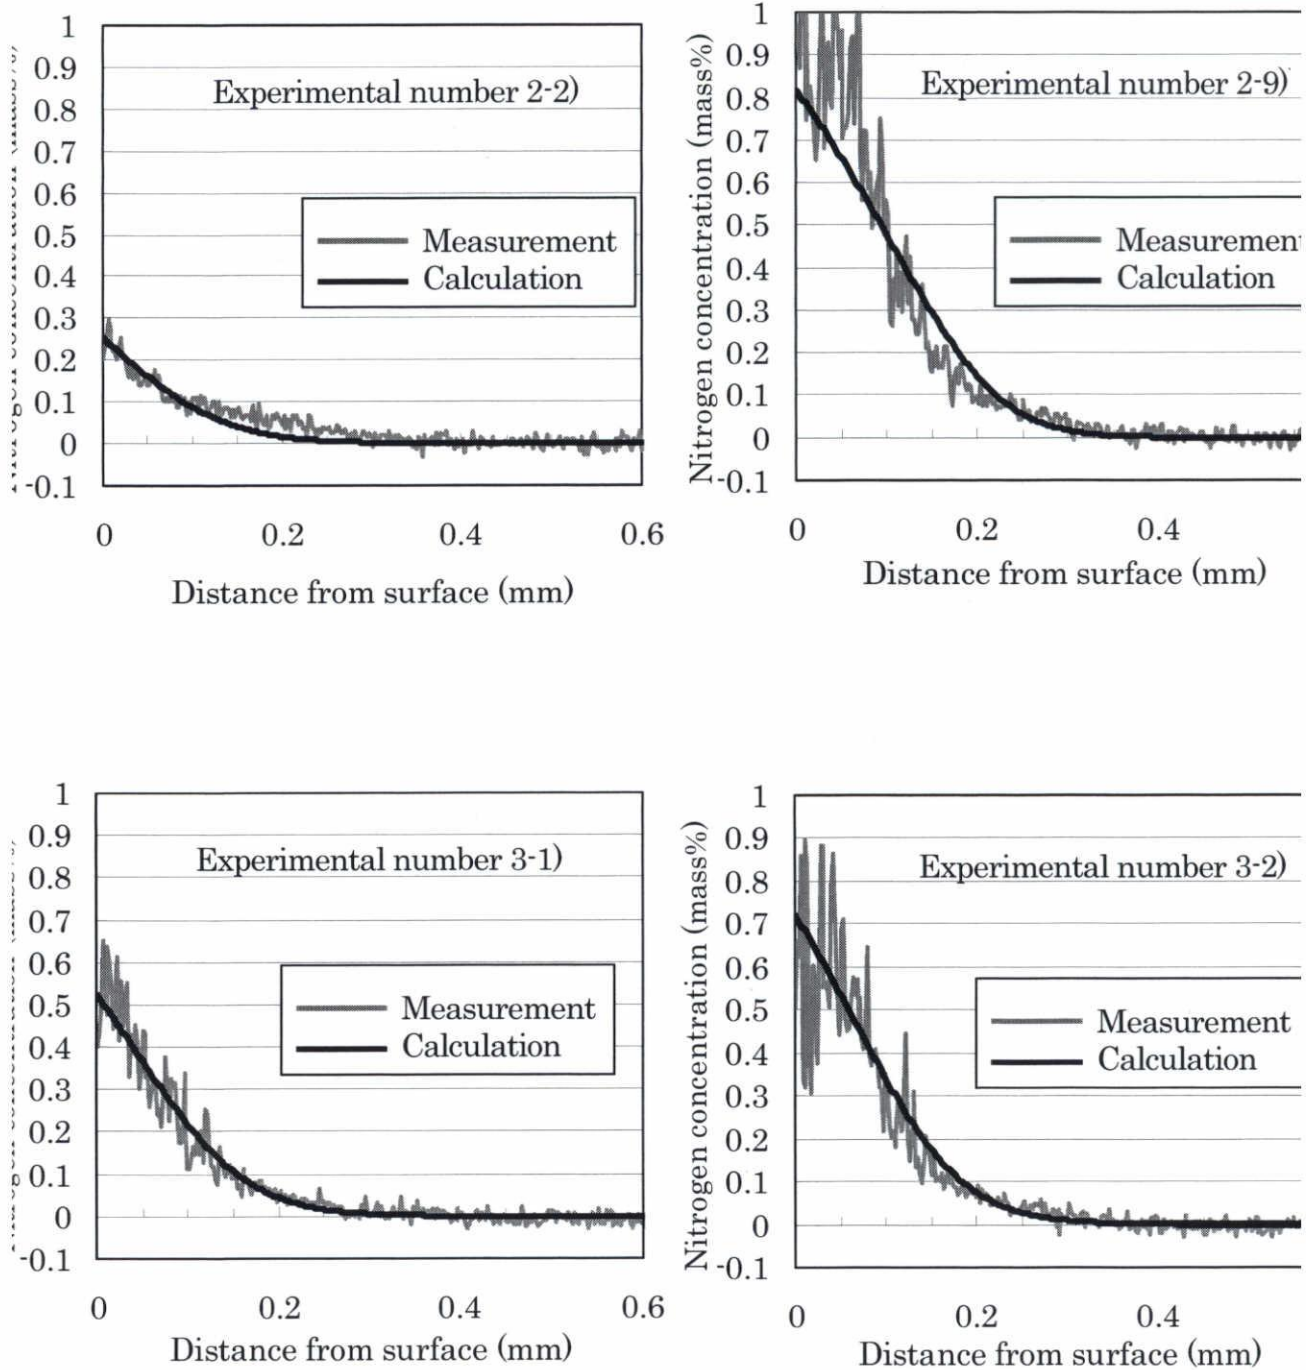 1
0.9
0.8
0.7
0.6
0.5
0.4
0.3
0.2
0.1
0
-0.1
Experimental number 2-2)
Measurement
Calculation
0 0.2 0.4 0.6
Distance from surface (mm)
Nitrogen concentration (mass%)
1
0.9
0.8
0.7
0.6
0.5
0.4
0.3
0.2
0.1
0
-0.1
Experimental number 2-9)
Measurement
Calculation
0 0.2 0.4
Distance from surface (mm)
1
0.9
0.8
0.7
0.6
0.5
0.4
0.3
0.2
0.1
0
-0.1
Experimental number 3-1)
Measurement
Calculation
0 0.2 0.4 0.6
Distance from surface (mm)
Nitrogen concentration (mass%)
1
0.9
0.8
0.7
0.6
0.5
0.4
0.3
0.2
0.1
0
-0.1
Experimental number 3-2)
Measurement
Calculation
0 0.2 0.4
Distance from surface (mm)